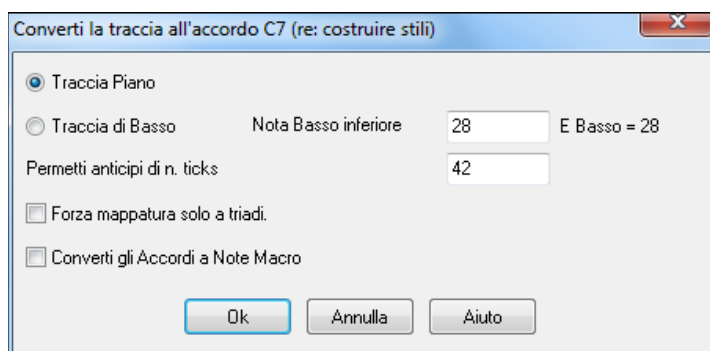 Converti la traccia all'accordo C7 (re: costruire stili)
Traccia Piano
Traccia di Basso Nota Basso inferiore 28 E Basso = 28
Permetti anticipi di n. ticks 42
Forza mappatura solo a triadi.
Converti gli Accordi a Note Macro
Ok Annulla Aiuto